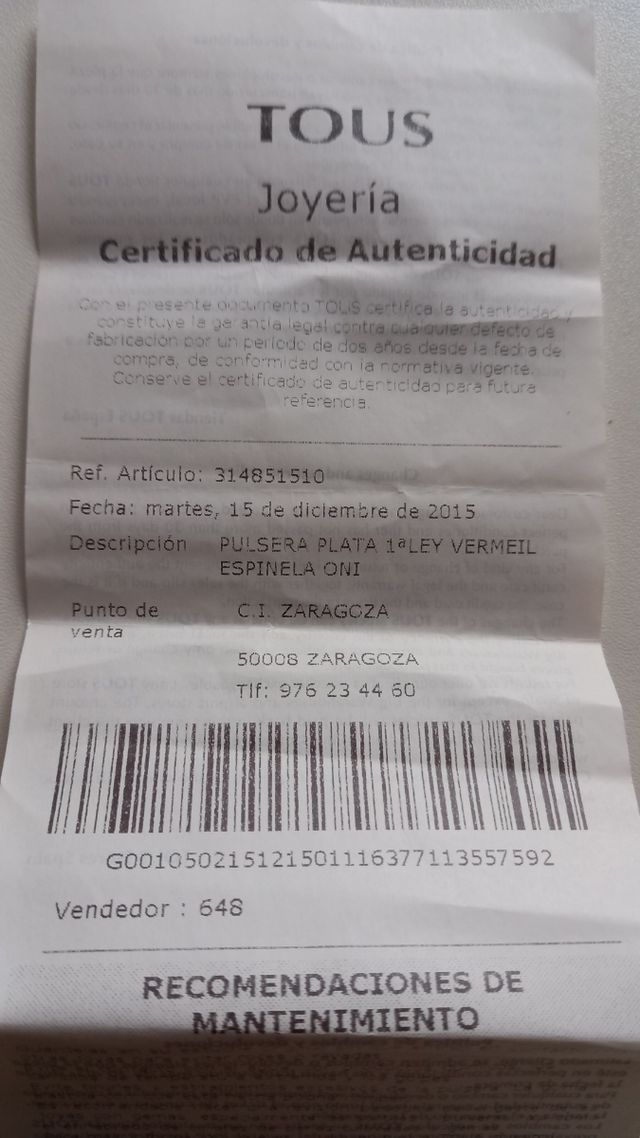 TOUS
Joyería
Certificado de Autenticidad
Con el presente documento TOUS certifica la autenticidad y
constituye la garantía legal contra cualquier defecto de
fabricación por un periodo de dos años desde la fecha de
compra, de conformidad con la normativa vigente.
Conserve el certificado de autenticidad para futura
referencia.
Ref. Artículo: 314851510
Fecha: martes, 15 de diciembre de 2015
Descripción PULSERA PLATA 1ªLEY VERMEIL
ESPINELA ONI
Punto de C.I. ZARAGOZA
venta
50008 ZARAGOZA
Tlf: 976 23 44 60
G001050215121501116377113557592
Vendedor : 648
RECOMENDACIONES DE
MANTENIMIENTO